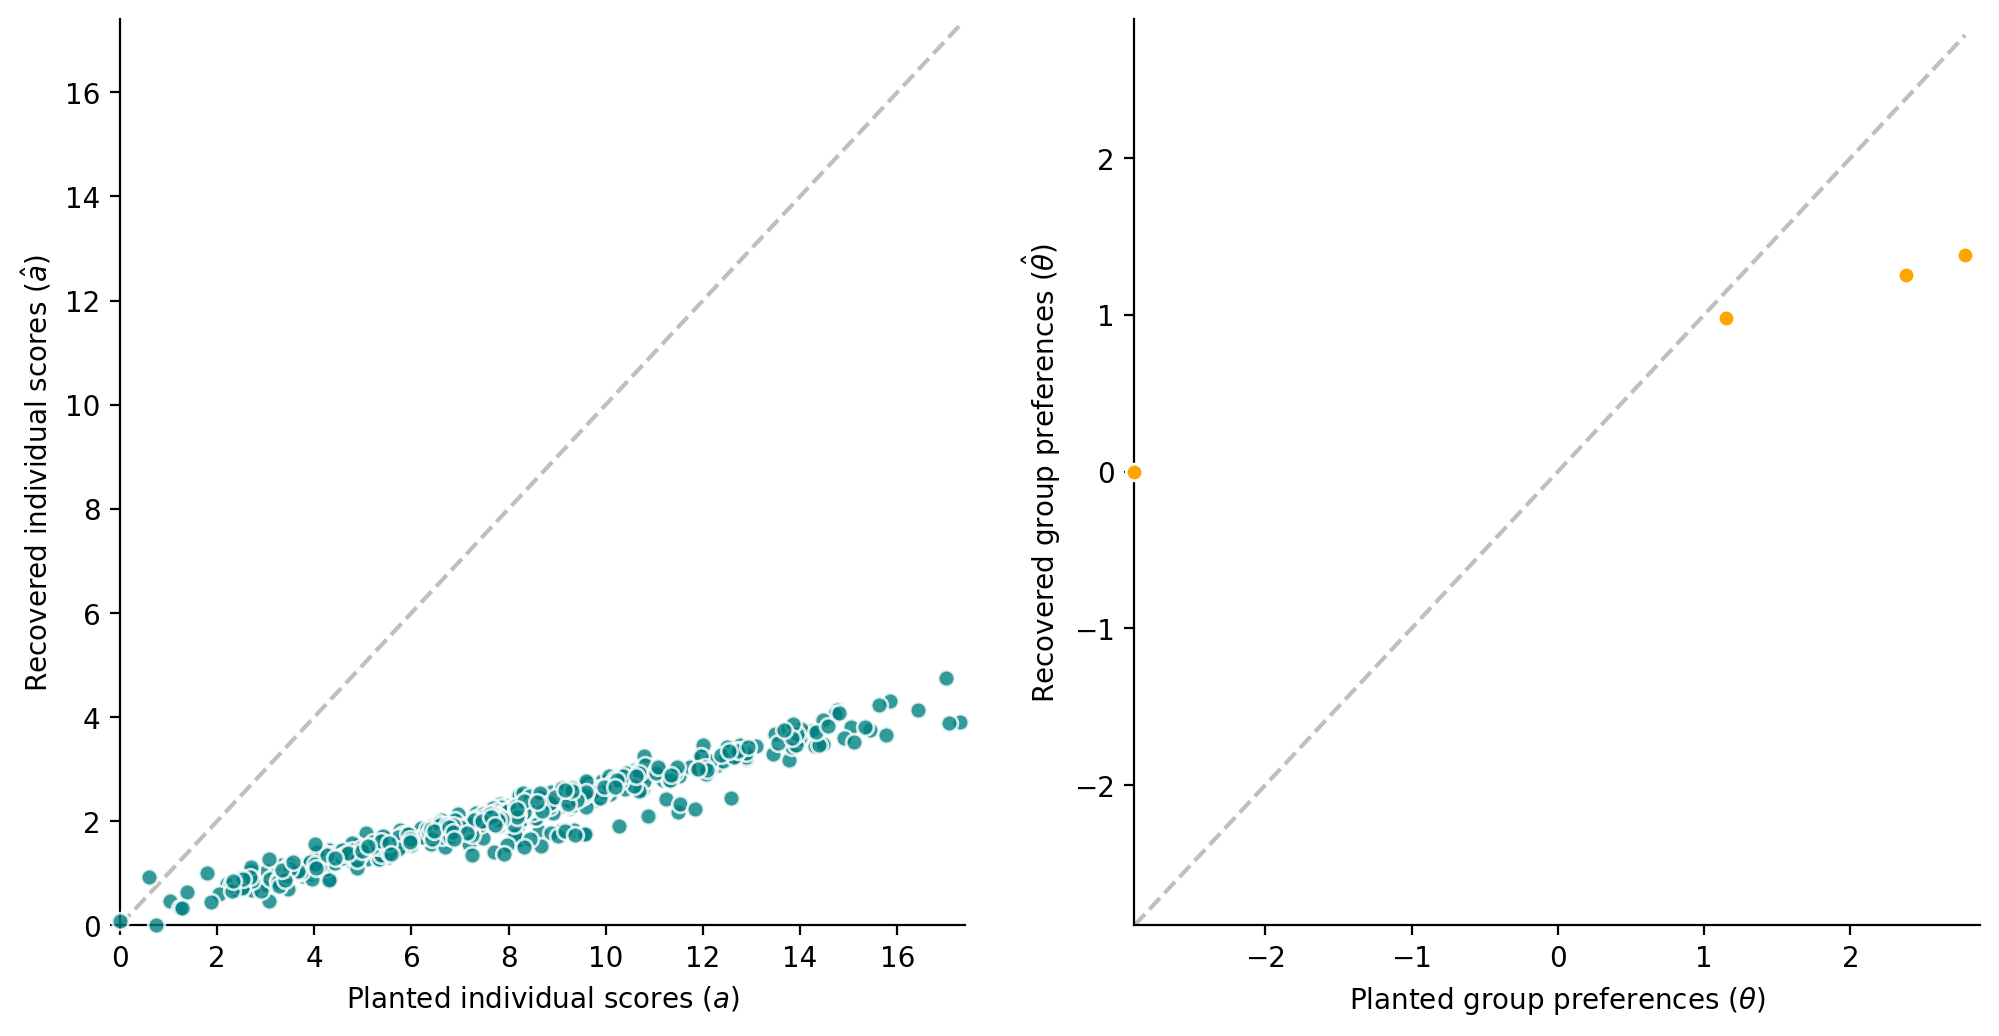 16
14
12
10
8
6
4
2
0
Recovered individual scores (â)
0 2 4 6 8 10 12 14 16
Planted individual scores (a)
2
1
0
−1
−2
Recovered group preferences (θ̂)
−2 −1 0 1 2
Planted group preferences (θ)